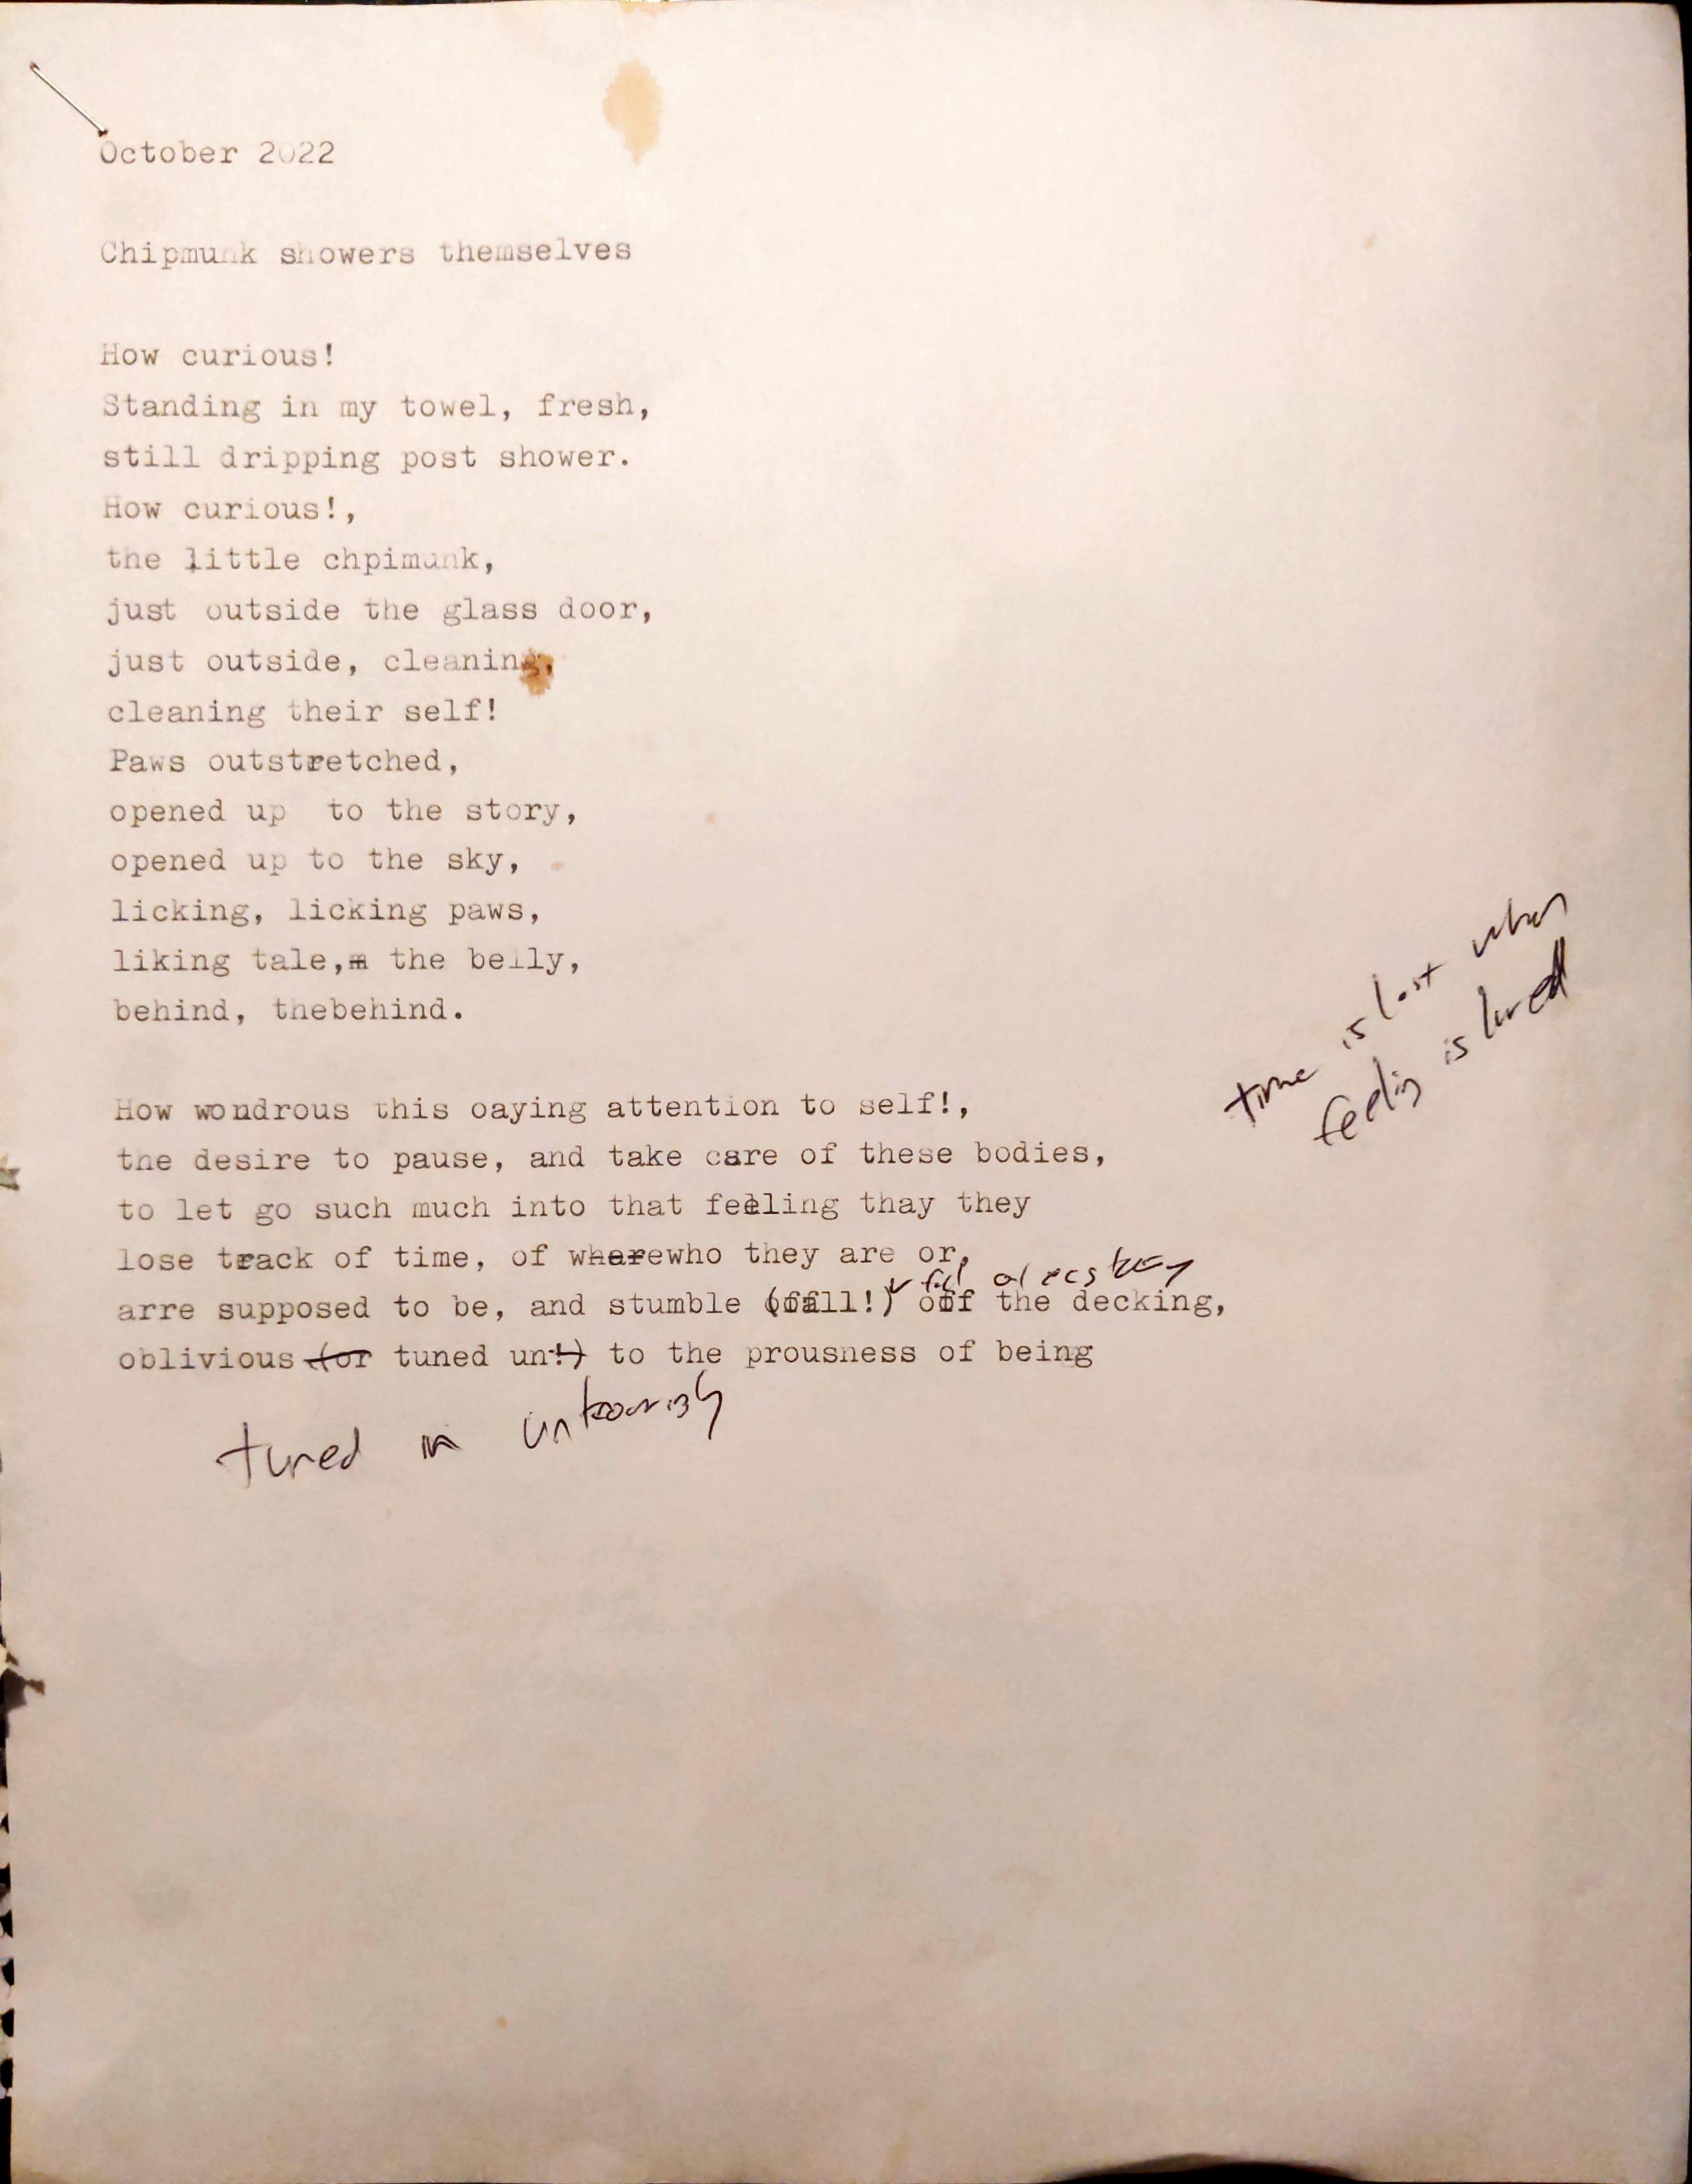 October 2022
Chipmunk showers themselves
How curious!
Standing in my towel, fresh,
still dripping post shower.
How curious!,
the little chpimunk,
just outside the glass door,
just outside, cleaning,
cleaning their self!
Paws outstretched,
opened up  to the story,
opened up to the sky,
licking, licking paws,
liking tale,m the belly,
behind, thebehind.
time is lost when
feeling is lived
How wondrous this oaying attention to self!,
the desire to pause, and take care of these bodies,
to let go such much into that feeling thay they
lose track of time, of wharewho they are or,
full of ecstasy
arre supposed to be, and stumble (fall!) off the decking,
oblivious (or tuned un!) to the prousness of being
tuned in unknowingly